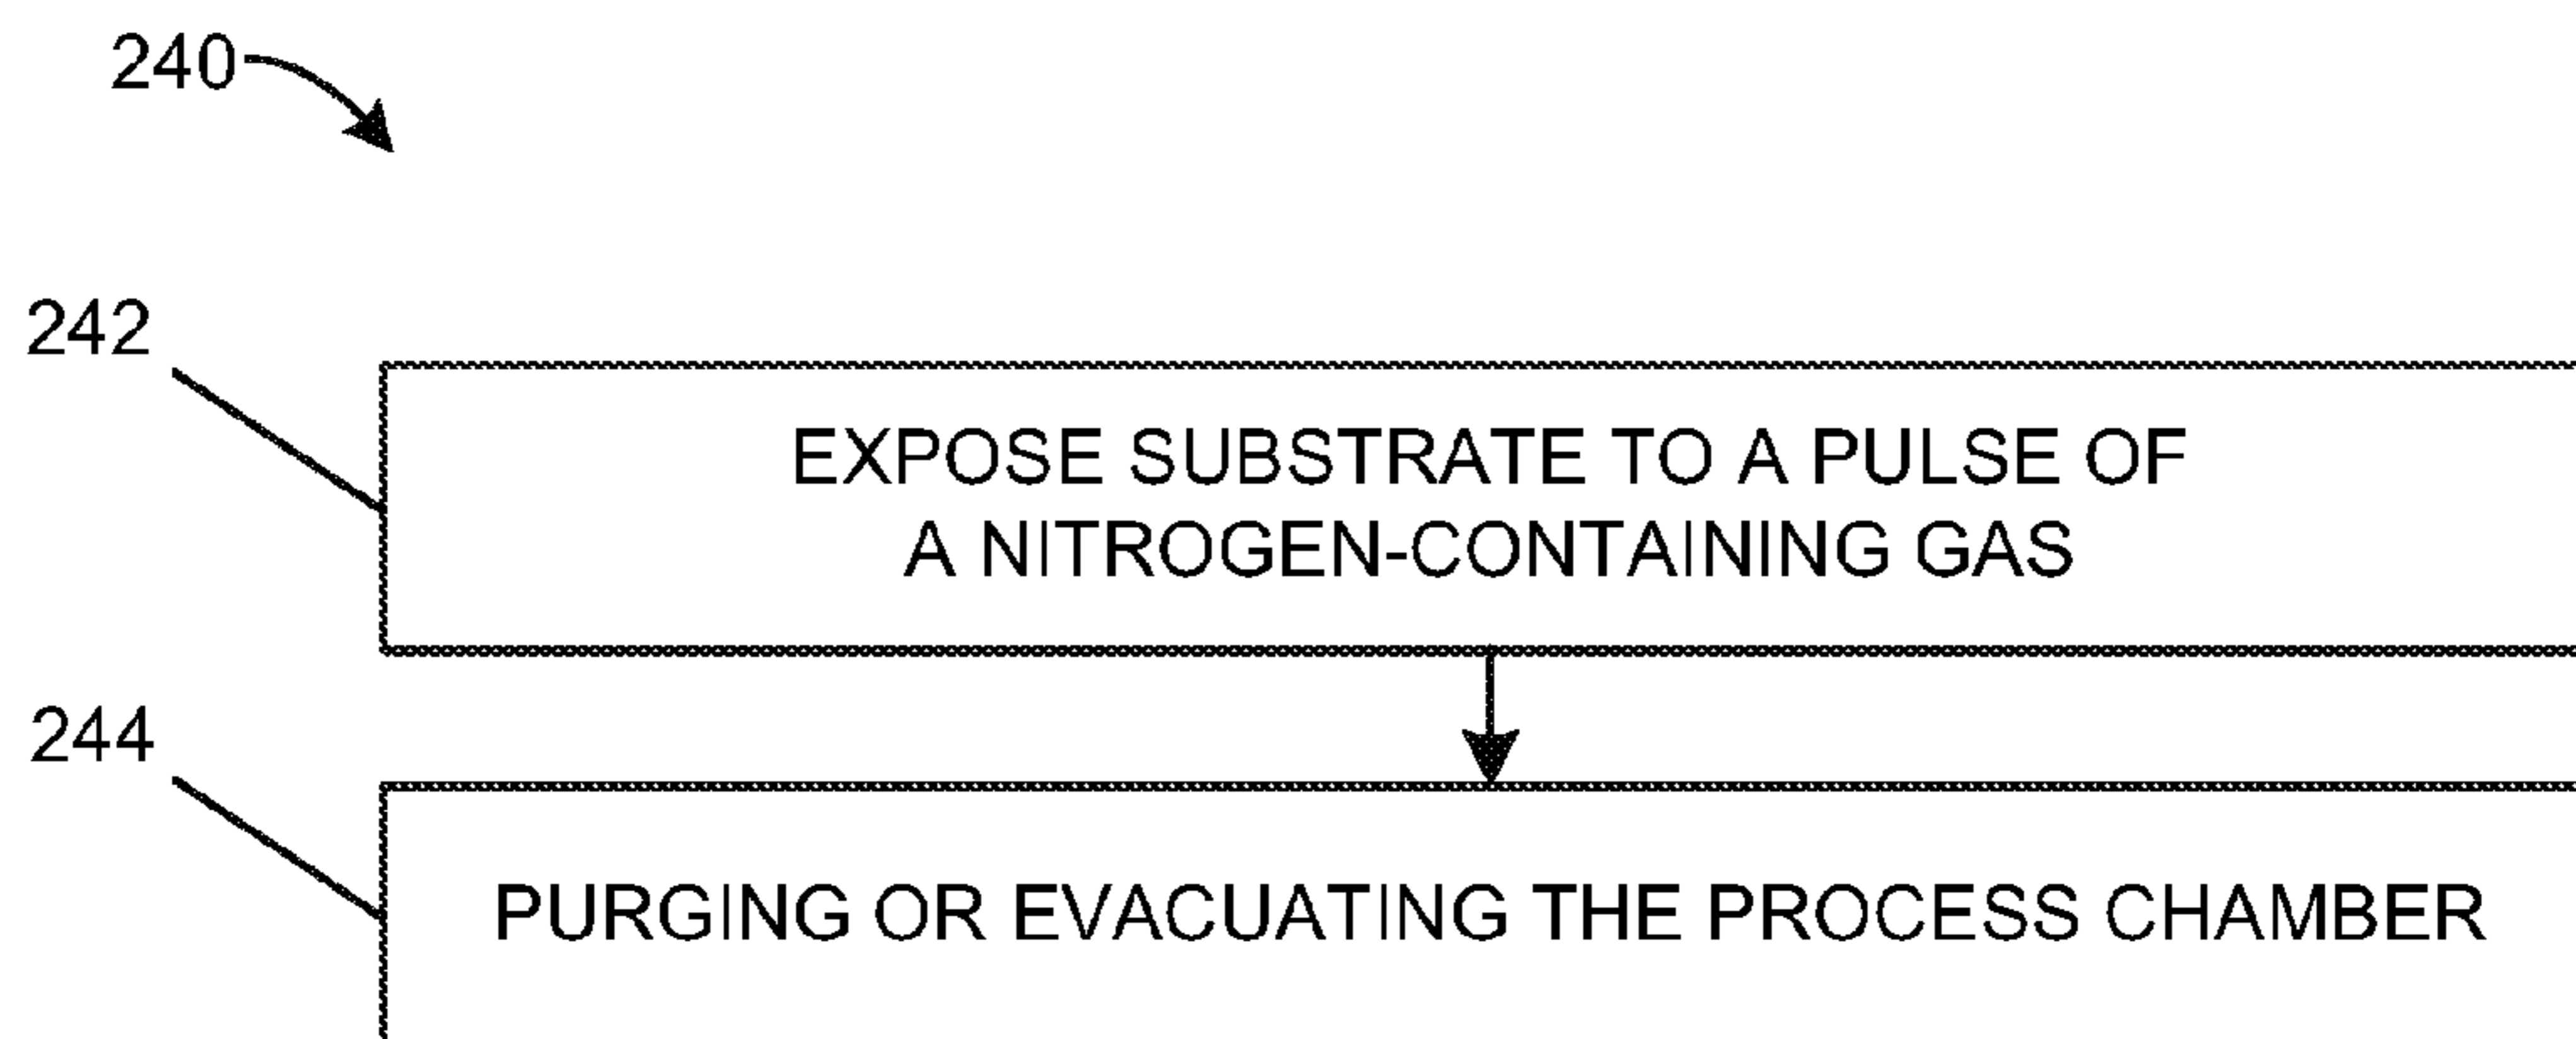 240
242
EXPOSE SUBSTRATE TO A PULSE OF
A NITROGEN-CONTAINING GAS
244
PURGING OR EVACUATING THE PROCESS CHAMBER